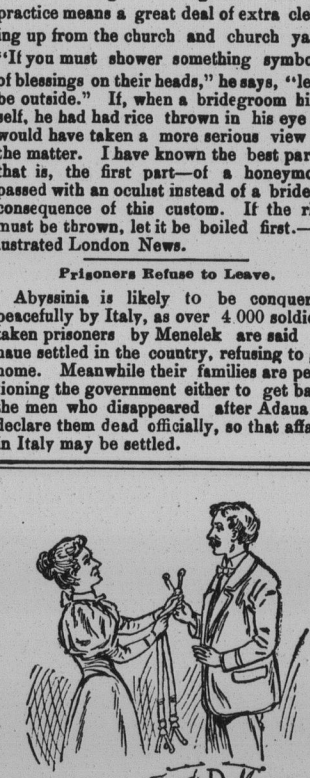 practice means a great deal of extra cle
ing up from the church and church ya
"If you must shower something symbo
of blessings on their heads," he says, "le
be outside." If, when a bridegroom hi
self, he had had rice thrown in his eye
would have taken a more serious view
the matter. I have known the best par
that is, the first part—of a honeymo
passed with an oculist instead of a bride
consequence of this custom. If the ri
must be thrown, let it be boiled first.—
lustrated London News.
Prisoners Refuse to Leave.
Abyssinia is likely to be conquer
peacefully by Italy, as over 4 000 soldie
taken prisoners by Menelek are said
haue settled in the country, refusing to
home. Meanwhile their families are pe
tioning the government either to get ba
the men who disappeared after Adaua
declare them dead officially, so that affa
in Italy may be settled.